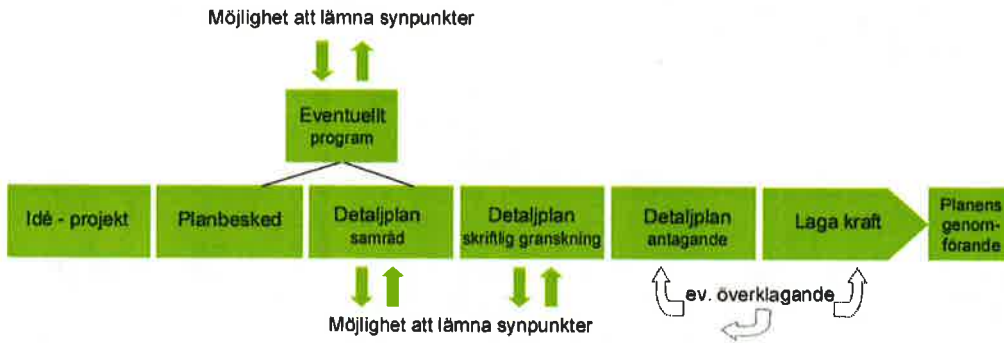 Möjlighet att lämna synpunkter
Eventuellt
program
Idé - projekt
Planbesked
Detaljplan
samråd
Detaljplan
skriftlig granskning
Detaljplan
antagande
Laga kraft
Planens
genom-
förande
ev. överklagande
Möjlighet att lämna synpunkter